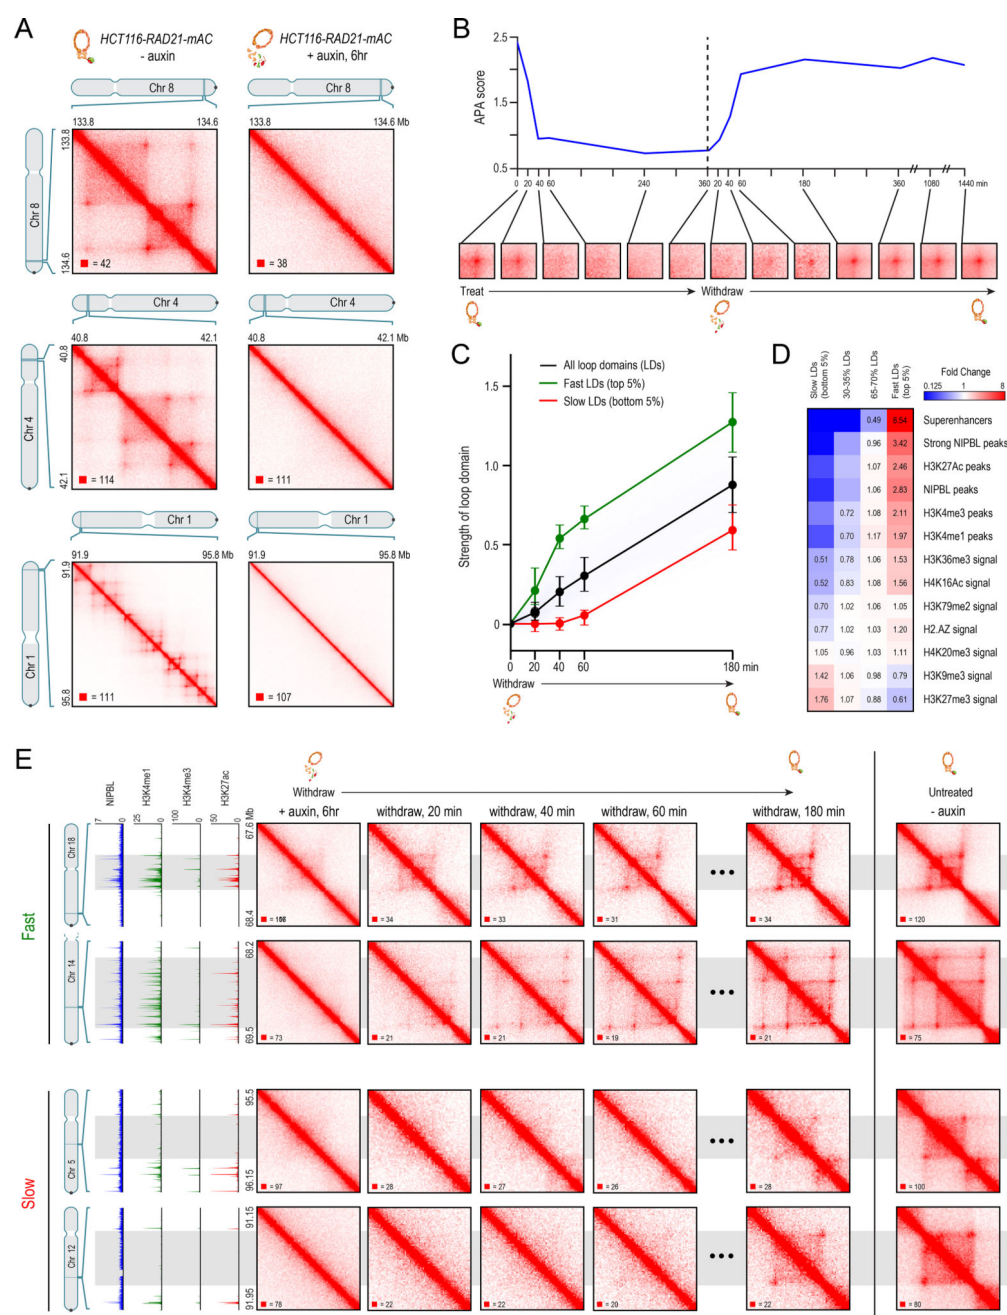 A
HCT116-RAD21-mAC
- auxin
HCT116-RAD21-mAC
+ auxin, 6hr
Chr 8
Chr 8
133.8 134.6
133.8 134.6 Mb
133.8
Chr 8
134.6
= 42
= 38
Chr 4
Chr 4
40.8 42.1
40.8 42.1 Mb
40.8
Chr 4
42.1
= 114
= 111
Chr 1
Chr 1
91.9 95.8 Mb
91.9 95.8 Mb
91.9
Chr 1
95.8
= 111
= 107
B
APA score
2.5
1.5
0.5
0 20 40 60 240 360 20 40 60 180 360 1080 1440 min
Treat
Withdraw
C
All loop domains (LDs)
Fast LDs (top 5%)
Slow LDs (bottom 5%)
Strength of loop domain
1.5
1.0
0.5
0
0 20 40 60 180 min
Withdraw
D
Slow LDs (bottom 5%)
30-35% LDs
65-70% LDs
Fast LDs (top 5%)
Fold Change
0.125 1 8
0.49 8.54 Superenhancers
0.96 3.42 Strong NIPBL peaks
1.07 2.46 H3K27Ac peaks
1.06 2.83 NIPBL peaks
0.72 1.08 2.11 H3K4me3 peaks
0.70 1.17 1.97 H3K4me1 peaks
0.51 0.78 1.06 1.53 H3K36me3 signal
0.52 0.83 1.08 1.56 H4K16Ac signal
0.70 1.02 1.06 1.05 H3K79me2 signal
0.77 1.02 1.03 1.20 H2.AZ signal
1.05 0.96 1.03 1.11 H4K20me3 signal
1.42 1.06 0.98 0.79 H3K9me3 signal
1.76 1.07 0.88 0.61 H3K27me3 signal
E
Withdraw
Untreated
- auxin
+ auxin, 6hr
withdraw, 20 min
withdraw, 40 min
withdraw, 60 min
withdraw, 180 min
NIPBL
H3K4me1
H3K4me3
H3K27ac
7 0 25 0 100 0 50 0
Fast
Chr 18
67.6 Mb
68.4
= 34
= 33
= 31
= 34
= 120
Chr 14
68.2
69.5
= 73
= 21
= 21
= 19
= 21
= 75
Slow
Chr 5
95.5
96.15
= 97
= 28
= 27
= 26
= 28
= 100
Chr 12
91.15
91.95
= 78
= 22
= 22
= 20
= 22
= 80